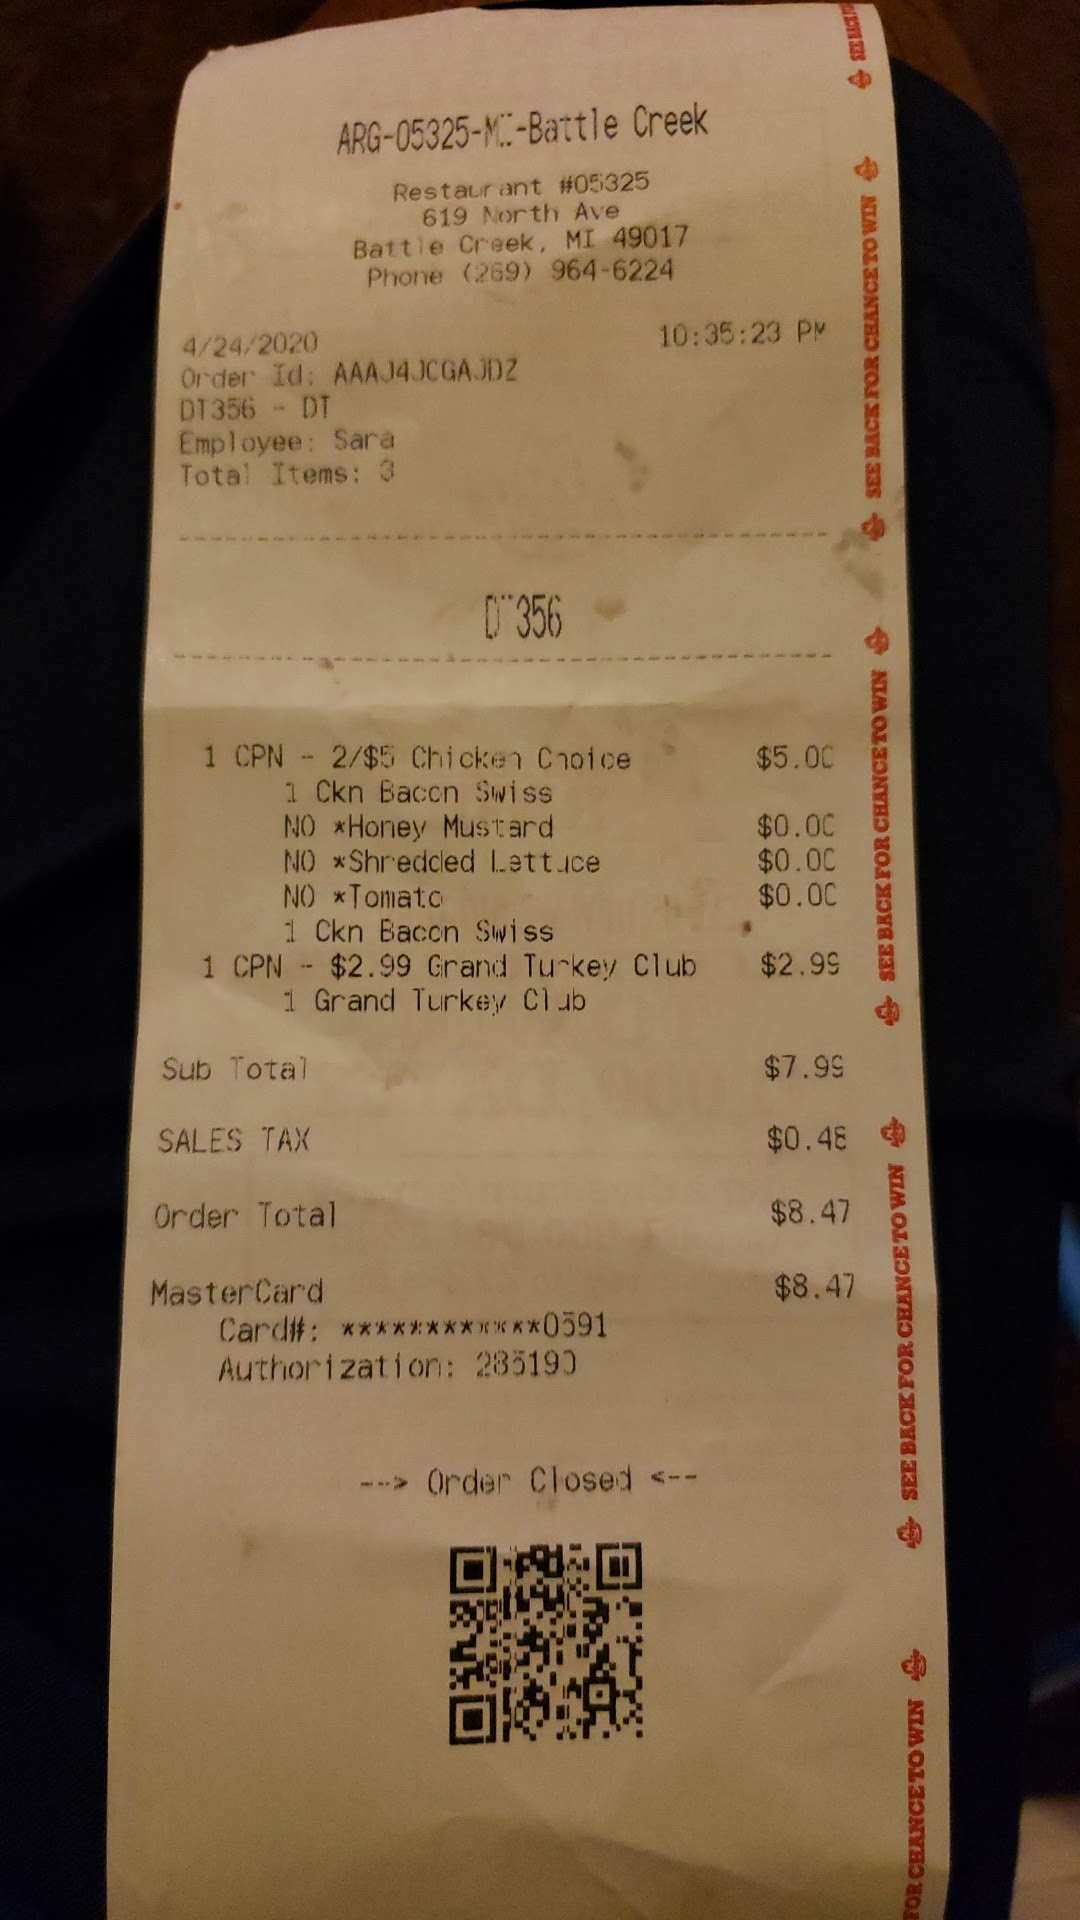 ARG-05325-MI-Battle Creek
Restaurant #05325
619 North Ave
Battle Creek, MI 49017
Phone (269) 964-6224
4/24/2020 10:35:23 PM
Order Id: AAAJ4JCGAJDZ
DT356 - DT
Employee: Sara
Total Items: 3
DT356
1 CPN - 2/$5 Chicken Choice $5.00
1 Ckn Bacon Swiss
NO *Honey Mustard $0.00
NO *Shredded Lettuce $0.00
NO *Tomato $0.00
1 Ckn Bacon Swiss
1 CPN - $2.99 Grand Turkey Club $2.99
1 Grand Turkey Club
Sub Total $7.99
SALES TAX $0.48
Order Total $8.47
MasterCard $8.47
Card#: ************0591
Authorization: 285190
---> Order Closed <--
SEE BACK FOR CHANCE TO WIN
SEE BACK FOR CHANCE TO WIN
SEE BACK FOR CHANCE TO WIN
FOR CHANCE TO WIN